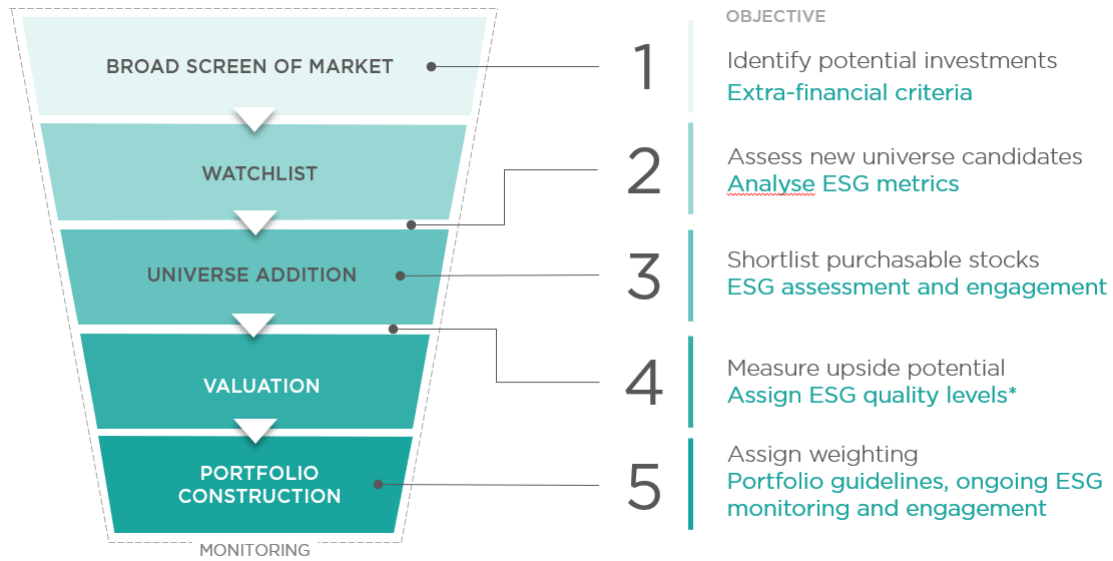 OBJECTIVE
BROAD SCREEN OF MARKET
1
Identify potential investments
Extra-financial criteria
WATCHLIST
2
Assess new universe candidates
Analyse ESG metrics
UNIVERSE ADDITION
3
Shortlist purchasable stocks
ESG assessment and engagement
VALUATION
4
Measure upside potential
Assign ESG quality levels*
PORTFOLIO
CONSTRUCTION
5
Assign weighting
Portfolio guidelines, ongoing ESG
monitoring and engagement
MONITORING